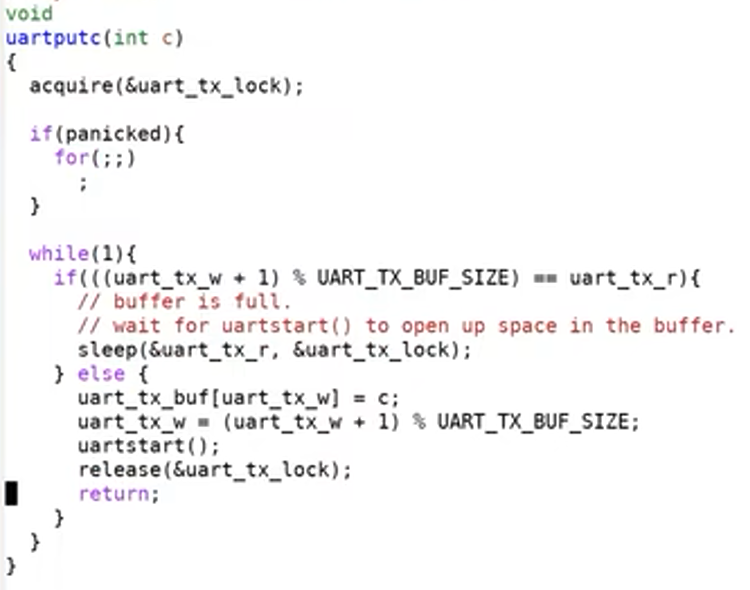 void
uartputc(int c)
{
  acquire(&uart_tx_lock);

  if(panicked){
    for(;;)
      ;
  }

  while(1){
    if(((uart_tx_w + 1) % UART_TX_BUF_SIZE) == uart_tx_r){
      // buffer is full.
      // wait for uartstart() to open up space in the buffer.
      sleep(&uart_tx_r, &uart_tx_lock);
    } else {
      uart_tx_buf[uart_tx_w] = c;
      uart_tx_w = (uart_tx_w + 1) % UART_TX_BUF_SIZE;
      uartstart();
      release(&uart_tx_lock);
      return;
    }
  }
}